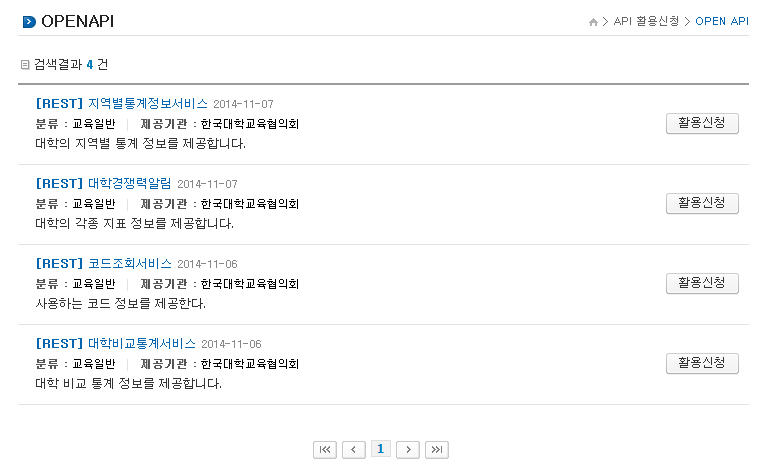 OPENAPI
API 활용신청 > OPEN API
검색결과 4 건
[REST] 지역별통계정보서비스 2014-11-07
분류 : 교육일반 | 제공기관 : 한국대학교육협의회
대학의 지역별 통계 정보를 제공합니다.
활용신청
[REST] 대학경쟁력알림 2014-11-07
분류 : 교육일반 | 제공기관 : 한국대학교육협의회
대학의 각종 지표 정보를 제공합니다.
활용신청
[REST] 코드조회서비스 2014-11-06
분류 : 교육일반 | 제공기관 : 한국대학교육협의회
사용하는 코드 정보를 제공한다.
활용신청
[REST] 대학비교통계서비스 2014-11-06
분류 : 교육일반 | 제공기관 : 한국대학교육협의회
대학 비교 통계 정보를 제공합니다.
활용신청
1